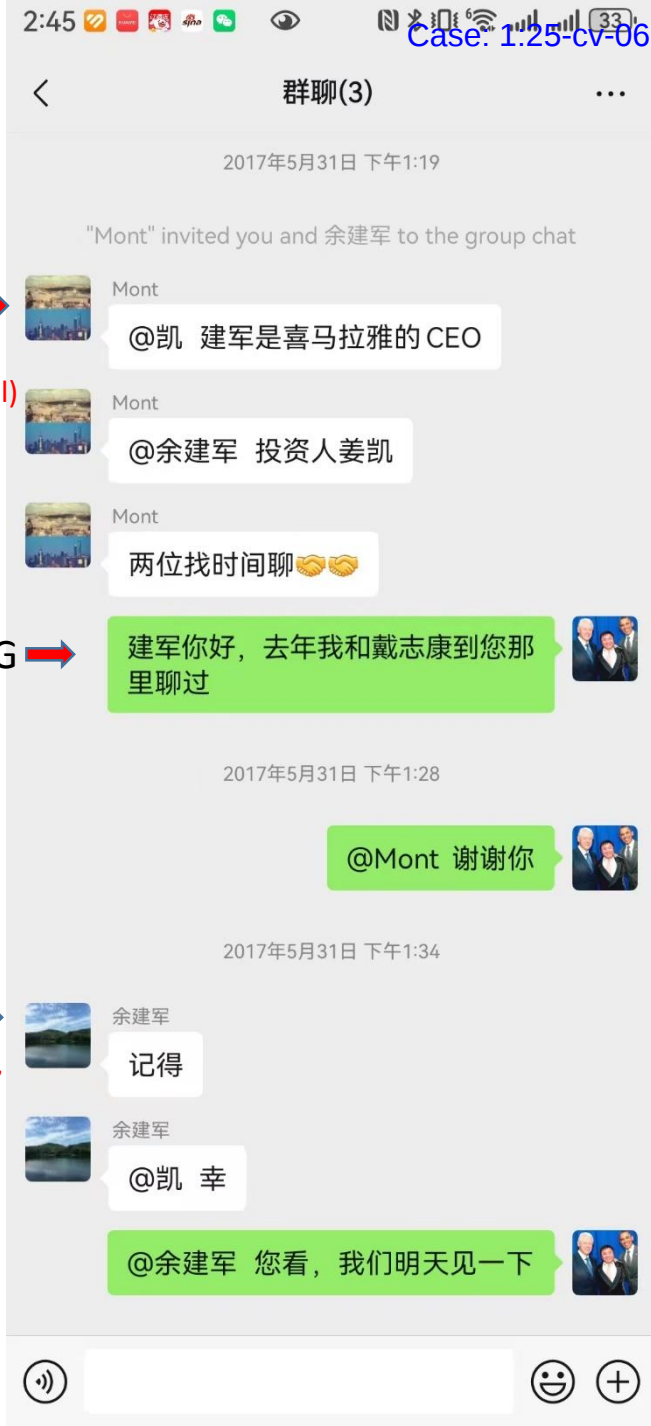 2:45
33
Case: 1:25-cv-06
群聊(3)
2017年5月31日 下午1:19
"Mont" invited you and 余建军 to the group chat
Mont
@凯 建军是喜马拉雅的CEO
l)
Mont
@余建军 投资人姜凯
Mont
两位找时间聊🤝🤝
G
建军你好，去年我和戴志康到您那
里聊过
2017年5月31日 下午1:28
@Mont 谢谢你
2017年5月31日 下午1:34
余建军
记得
余建军
@凯 幸
@余建军 您看，我们明天见一下